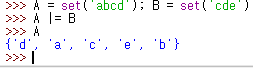 >>> A = set('abcd'); B = set('cde')
>>> A |= B
>>> A
{'d', 'a', 'c', 'e', 'b'}
>>>